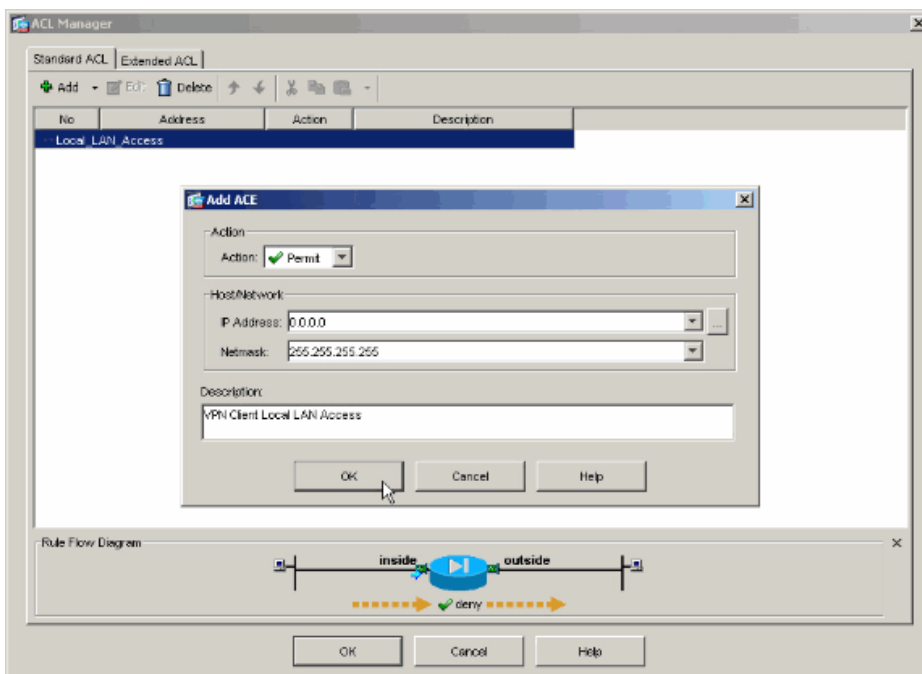 ACL Manager
Standard ACL Extended ACL
Add Edit Delete
No Address Action Description
Local_LAN_Access
Add ACE
Action
Action: Permit
Host/Network
IP Address: 0.0.0.0
...
Netmask: 255.255.255.255
Description:
VPN Client Local LAN Access
OK Cancel Help
Rule Flow Diagram
inside outside
deny
OK Cancel Help